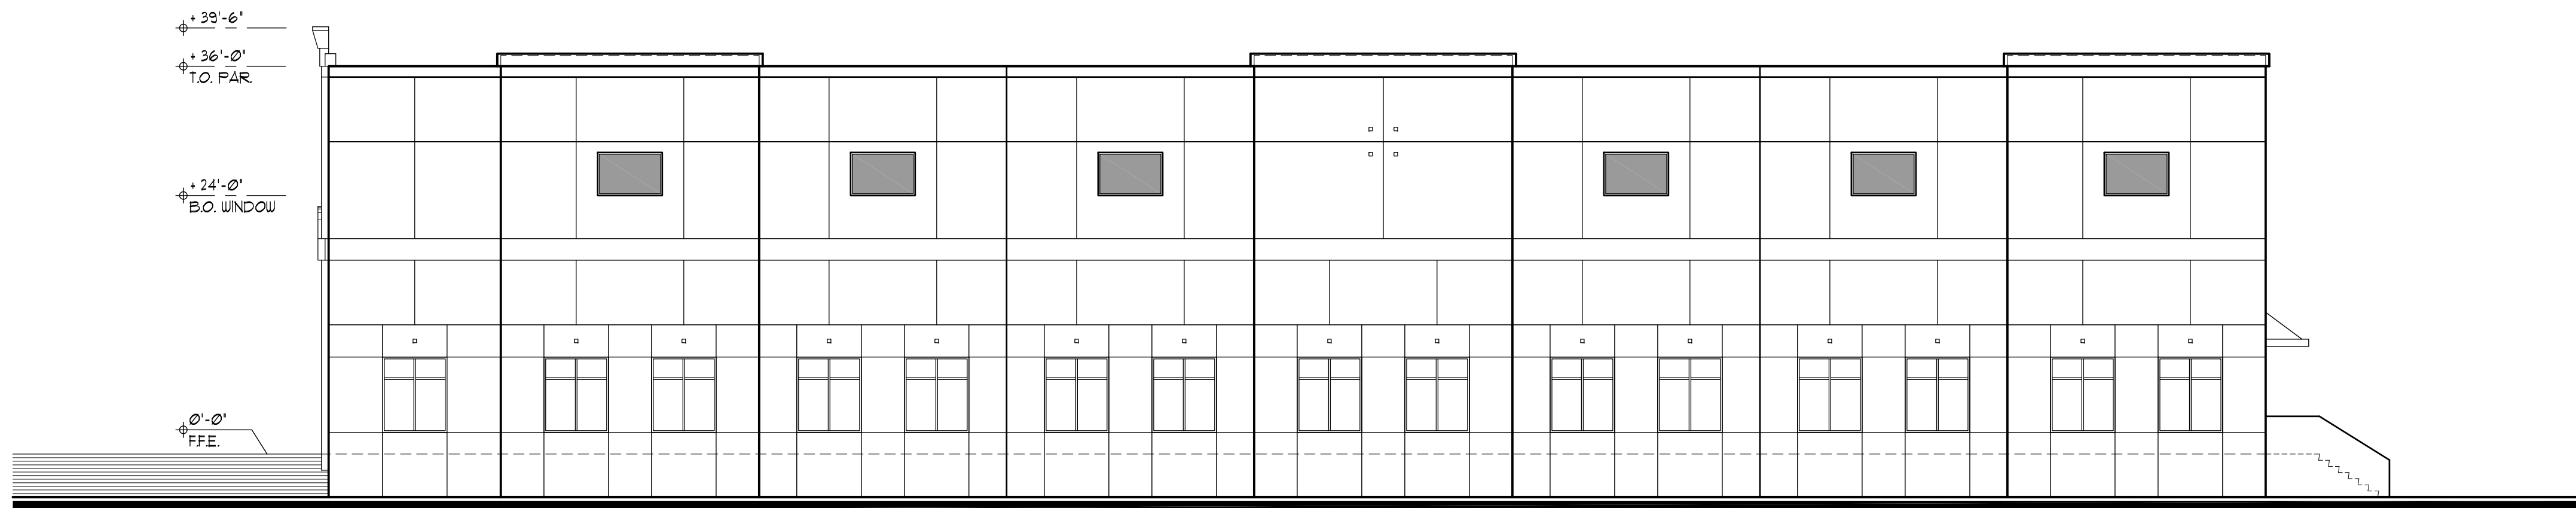 + 39'-6"
+ 36'-0"
T.O. PAR.
+ 24'-0"
B.O. WINDOW
0'-0"
F.F.E.